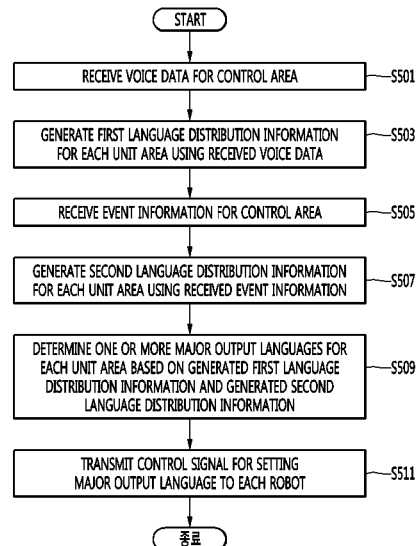 START
RECEIVE VOICE DATA FOR CONTROL AREA
S501
GENERATE FIRST LANGUAGE DISTRIBUTION INFORMATION
FOR EACH UNIT AREA USING RECEIVED VOICE DATA
S503
RECEIVE EVENT INFORMATION FOR CONTROL AREA
S505
GENERATE SECOND LANGUAGE DISTRIBUTION INFORMATION
FOR EACH UNIT AREA USING RECEIVED EVENT INFORMATION
S507
DETERMINE ONE OR MORE MAJOR OUTPUT LANGUAGES FOR
EACH UNIT AREA BASED ON GENERATED FIRST LANGUAGE
DISTRIBUTION INFORMATION AND GENERATED SECOND
LANGUAGE DISTRIBUTION INFORMATION
S509
TRANSMIT CONTROL SIGNAL FOR SETTING
MAJOR OUTPUT LANGUAGE TO EACH ROBOT
S511
종료